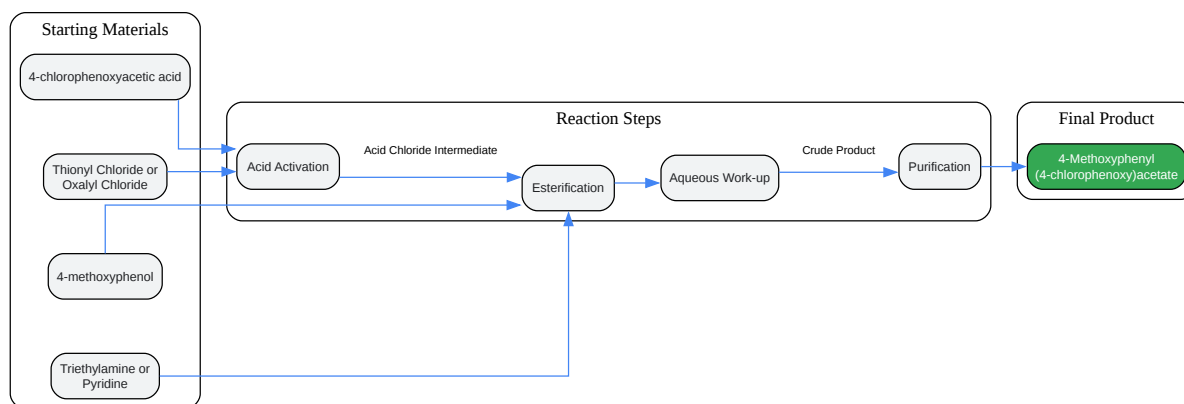 Starting Materials
4-chlorophenoxyacetic acid
Thionyl Chloride or
Oxalyl Chloride
4-methoxyphenol
Triethylamine or
Pyridine
Reaction Steps
Acid Activation
Acid Chloride Intermediate
Esterification
Aqueous Work-up
Crude Product
Purification
Final Product
4-Methoxyphenyl
(4-chlorophenoxy)acetate